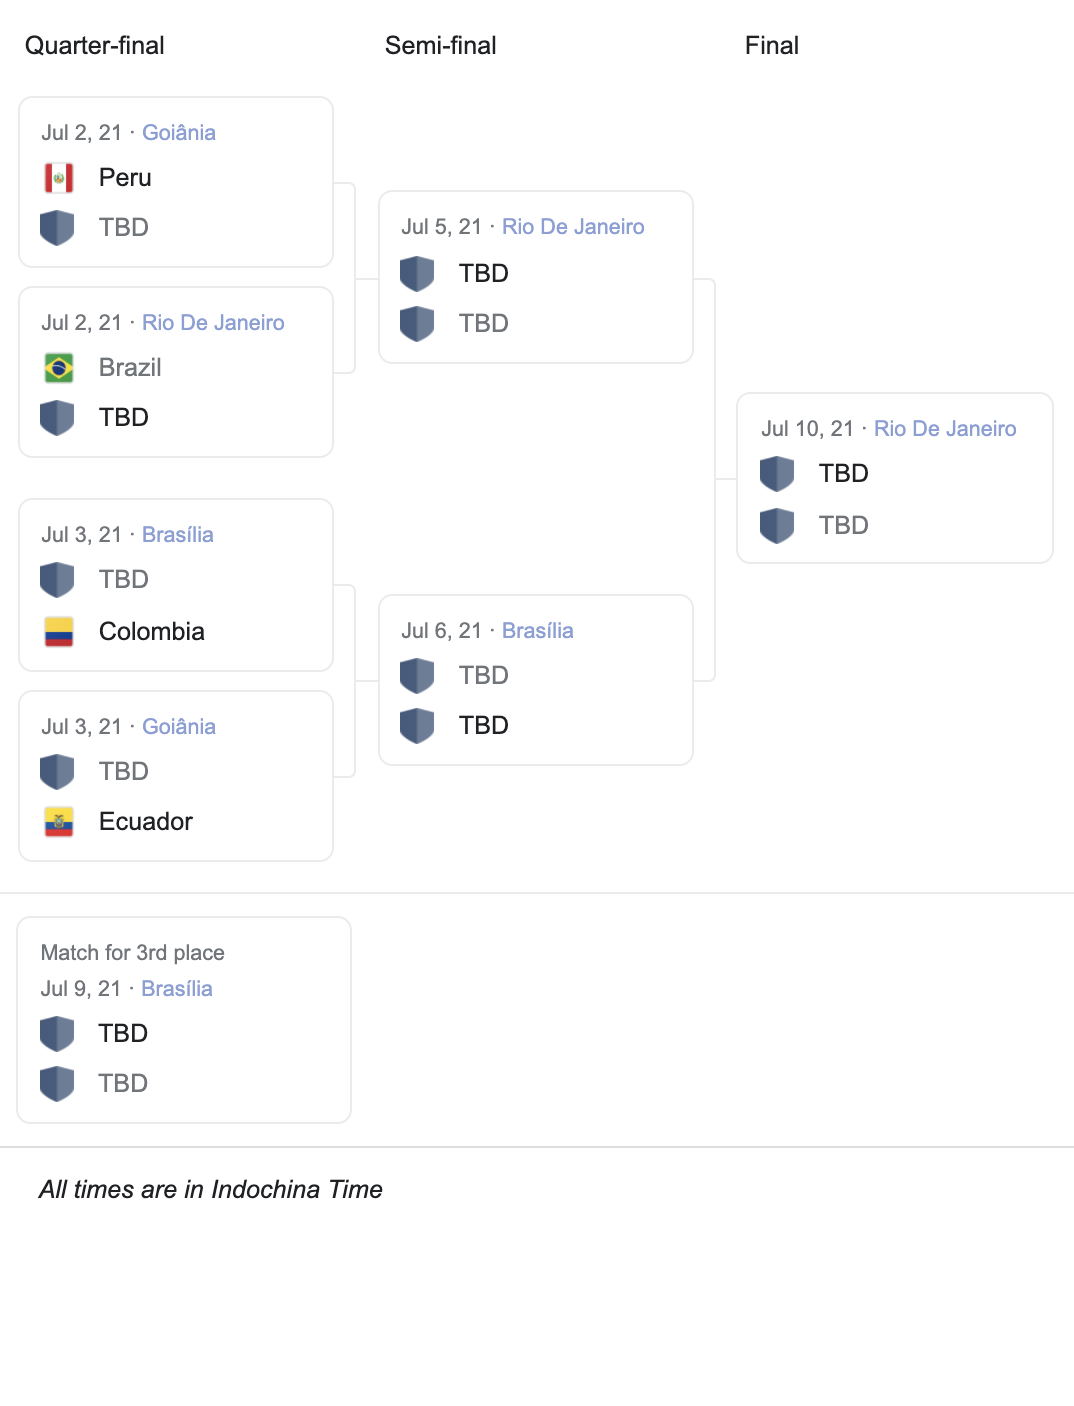 Quarter-final
Semi-final
Final
Jul 2, 21 · Goiânia
Peru
TBD
Jul 2, 21 · Rio De Janeiro
Brazil
TBD
Jul 3, 21 · Brasília
TBD
Colombia
Jul 3, 21 · Goiânia
TBD
Ecuador
Jul 5, 21 · Rio De Janeiro
TBD
TBD
Jul 6, 21 · Brasília
TBD
TBD
Jul 10, 21 · Rio De Janeiro
TBD
TBD
Match for 3rd place
Jul 9, 21 · Brasília
TBD
TBD
All times are in Indochina Time